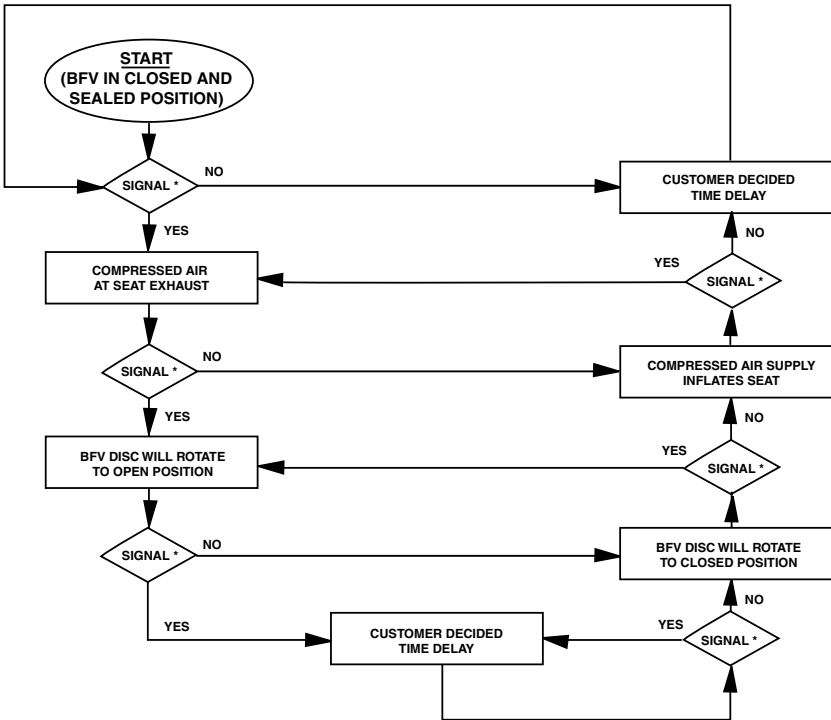 START
(BFV IN CLOSED AND
SEALED POSITION)
SIGNAL *
NO
CUSTOMER DECIDED
TIME DELAY
YES
NO
COMPRESSED AIR
AT SEAT EXHAUST
YES
SIGNAL *
SIGNAL *
NO
COMPRESSED AIR SUPPLY
INFLATES SEAT
YES
NO
BFV DISC WILL ROTATE
TO OPEN POSITION
YES
SIGNAL *
SIGNAL *
NO
BFV DISC WILL ROTATE
TO CLOSED POSITION
NO
YES
CUSTOMER DECIDED
TIME DELAY
YES
SIGNAL *